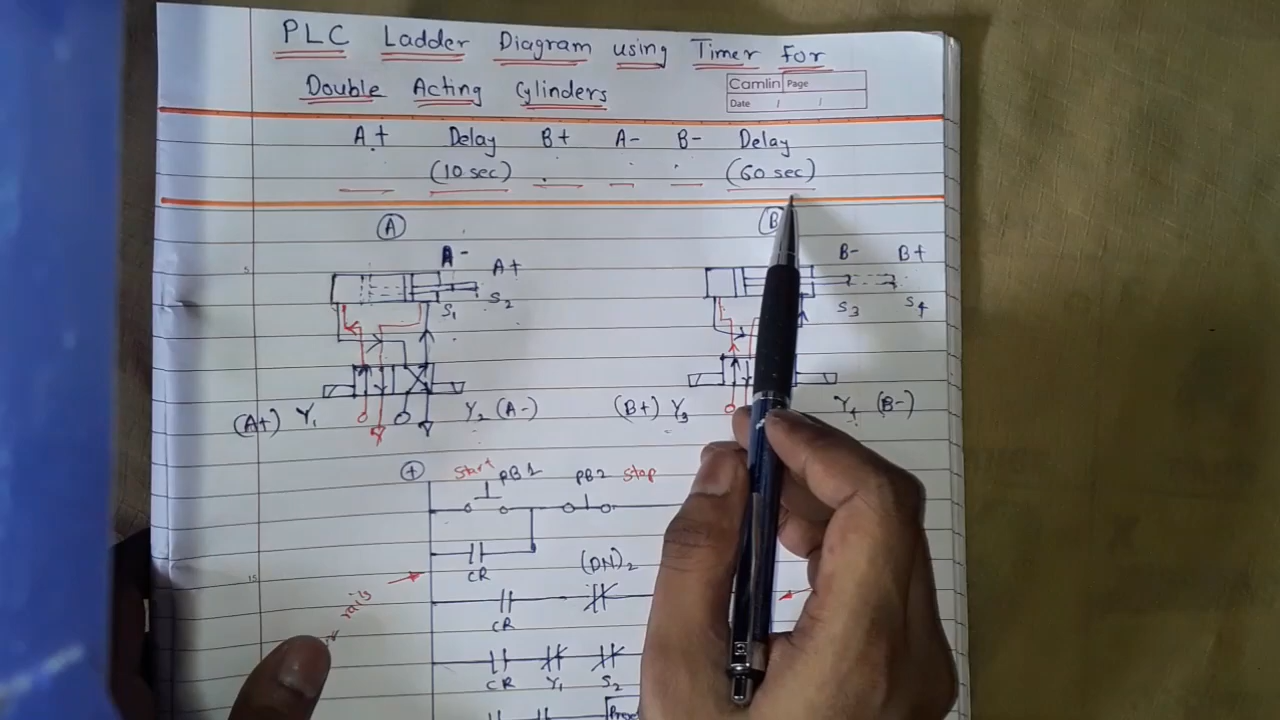 PLC Ladder Diagram using Timer For
Double Acting Cylinders
Camlin Page
Date / /
A+ Delay B+ A- B- Delay
(10 sec) (60 sec)
A B
A- A+ B- B+
S1 S2 S3 S4
(A+) Y1 Y2 (A-) (B+) Y3 Y4 (B-)
+ Start PB1 PB2 Stop
CR (DN)2
rails
CR
CR Y1 S2